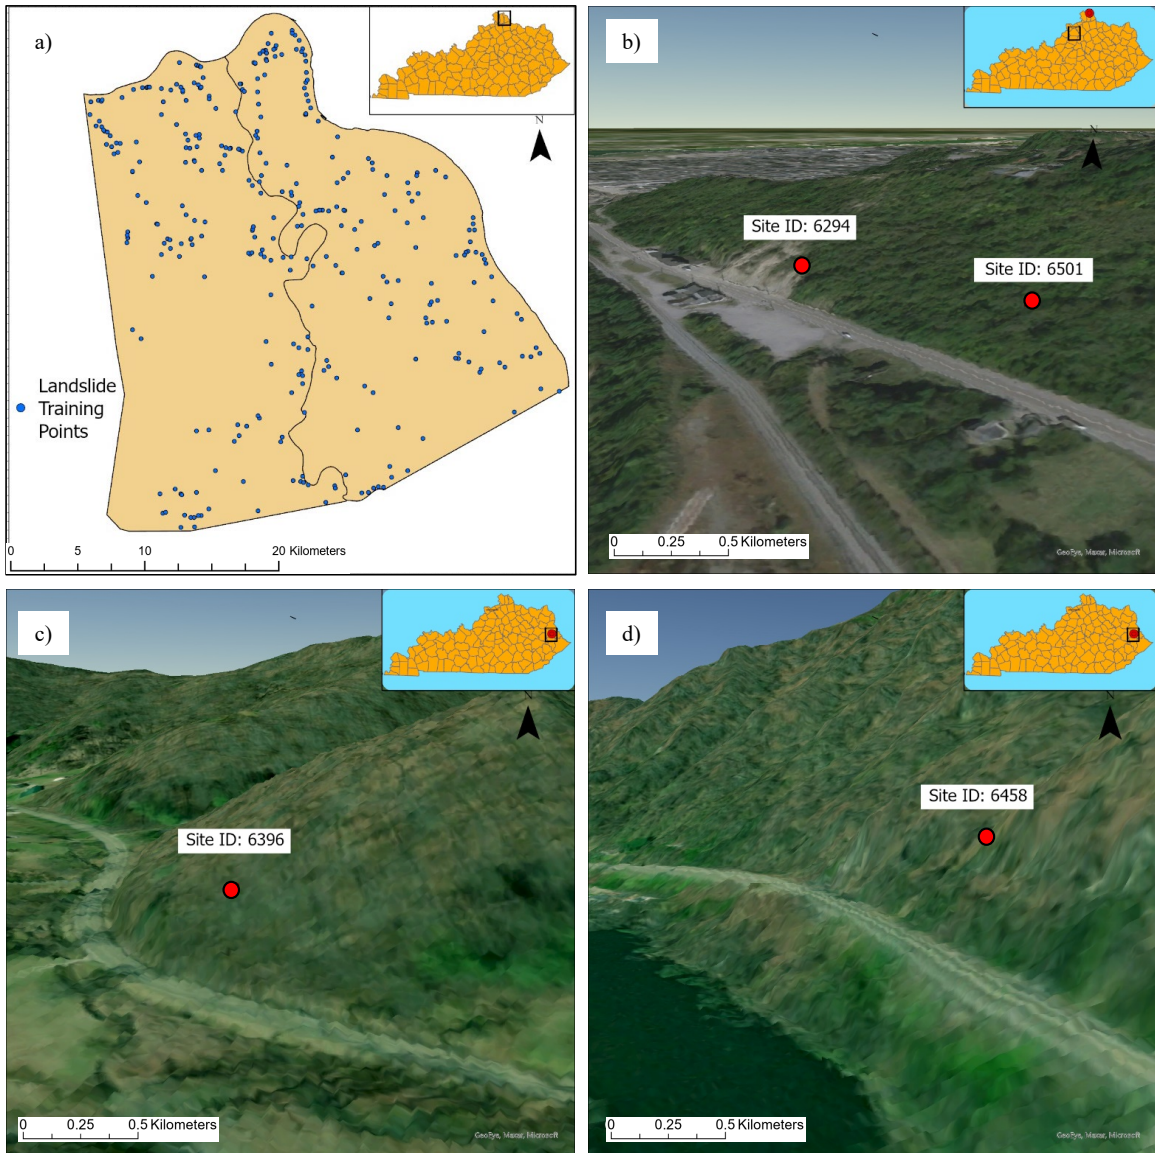 a)
N
Landslide
Training
Points
0 5 10 20 Kilometers
b)
N
Site ID: 6294
Site ID: 6501
0 0.25 0.5 Kilometers
GeoEye, Maxar, Microsoft
c)
Site ID: 6396
0 0.25 0.5 Kilometers
GeoEye, Maxar, Microsoft
d)
Site ID: 6458
0 0.25 0.5 Kilometers
GeoEye, Maxar, Microsoft